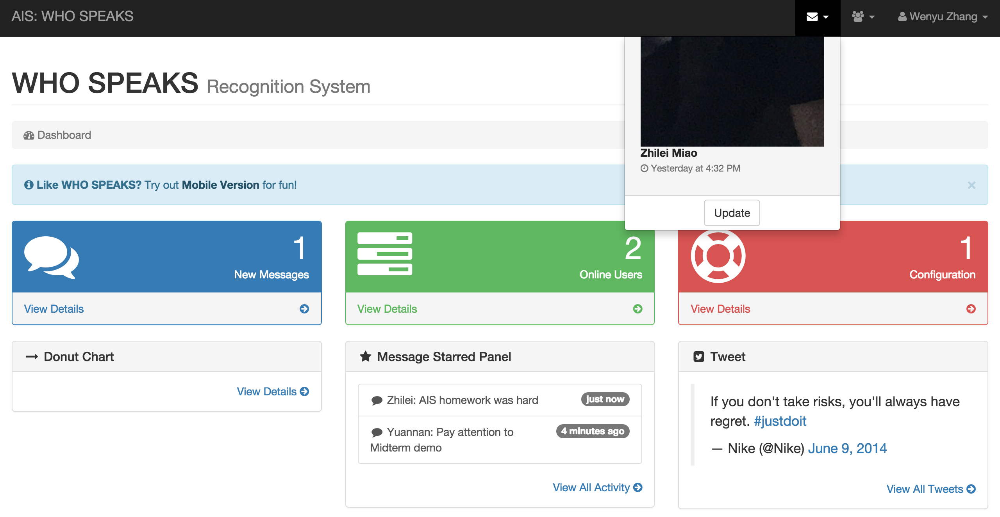 AIS: WHO SPEAKS
Wenyu Zhang
WHO SPEAKS Recognition System
Dashboard
Zhilei Miao
Yesterday at 4:32 PM
Update
Like WHO SPEAKS? Try out Mobile Version for fun!
1
New Messages
View Details
2
Online Users
View Details
1
Configuration
View Details
Donut Chart
View Details
Message Starred Panel
Zhilei: AIS homework was hard
just now
Yuannan: Pay attention to
Midterm demo
4 minutes ago
View All Activity
Tweet
If you don't take risks, you'll always have
regret. #justdoit
— Nike (@Nike) June 9, 2014
View All Tweets